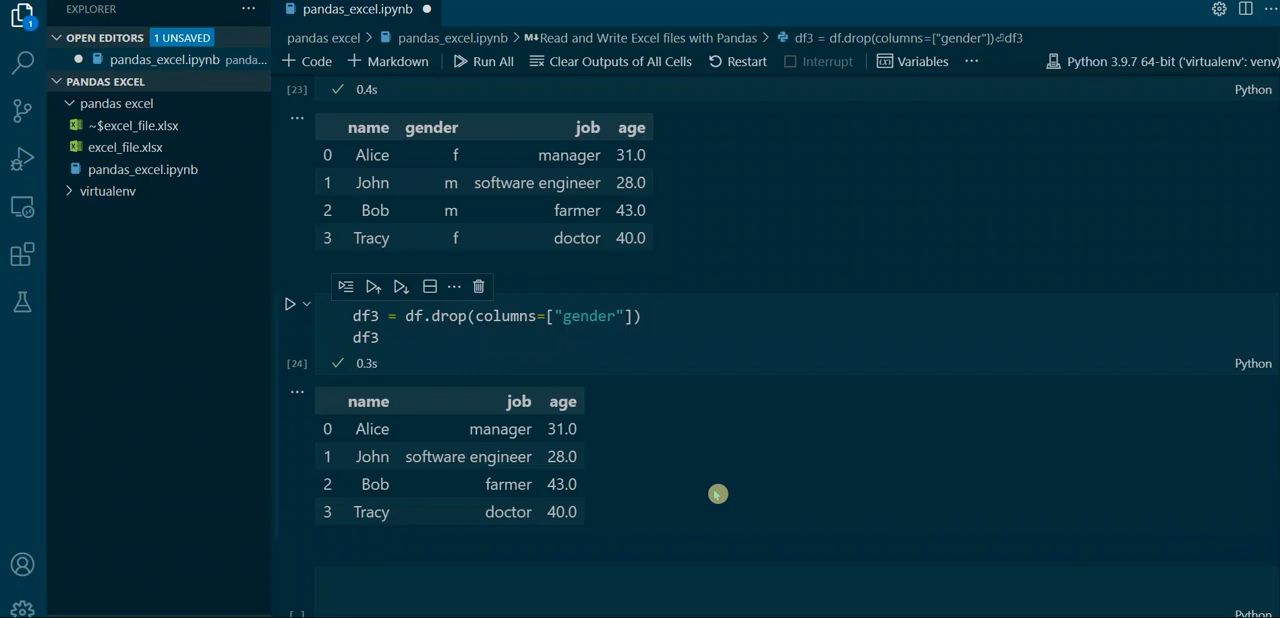 EXPLORER ···
pandas_excel.ipynb
OPEN EDITORS 1 UNSAVED
pandas_excel.ipynb panda...
PANDAS EXCEL
pandas excel
~$excel_file.xlsx
excel_file.xlsx
pandas_excel.ipynb
virtualenv
1
pandas excel > pandas_excel.ipynb > M↓Read and Write Excel files with Pandas > df3 = df.drop(columns=["gender"])⏎df3
+ Code + Markdown Run All Clear Outputs of All Cells Restart Interrupt Variables ··· Python 3.9.7 64-bit ('virtualenv': venv)
[23] ✓ 0.4s Python
name gender job age
0 Alice f manager 31.0
1 John m software engineer 28.0
2 Bob m farmer 43.0
3 Tracy f doctor 40.0
df3 = df.drop(columns=["gender"])
df3
[24] ✓ 0.3s Python
name job age
0 Alice manager 31.0
1 John software engineer 28.0
2 Bob farmer 43.0
3 Tracy doctor 40.0
[ ] Python